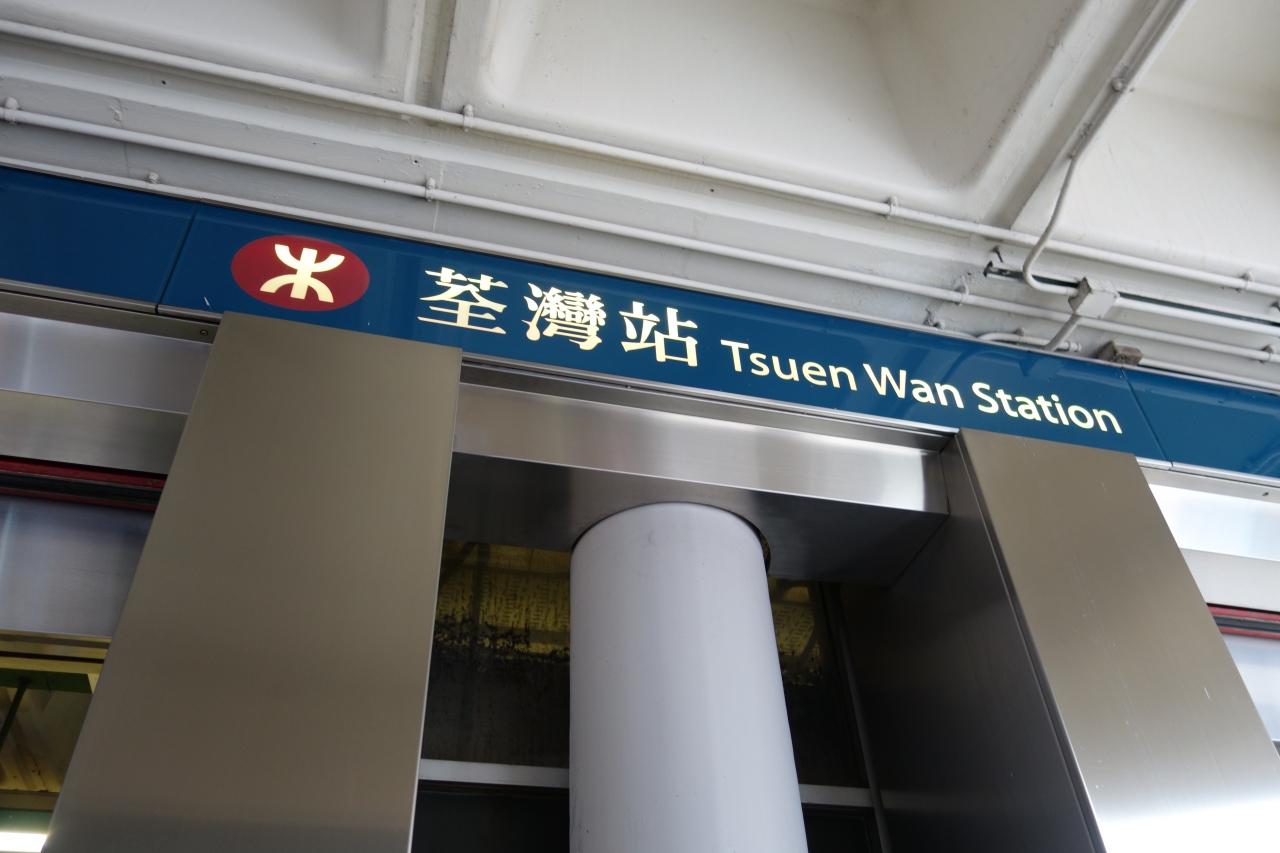 荃灣站 Tsuen Wan Station